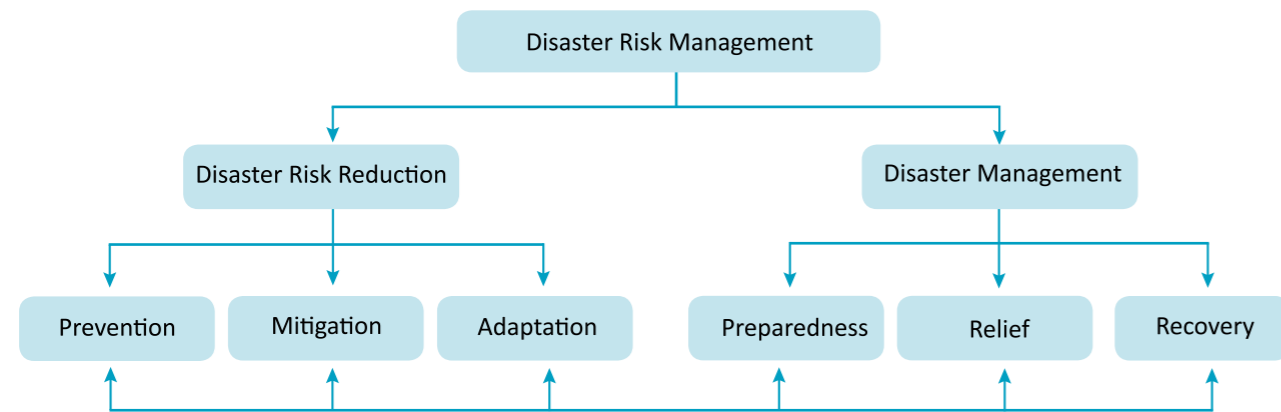 Disaster Risk Management
Disaster Risk Reduction
Disaster Management
Prevention
Mitigation
Adaptation
Preparedness
Relief
Recovery